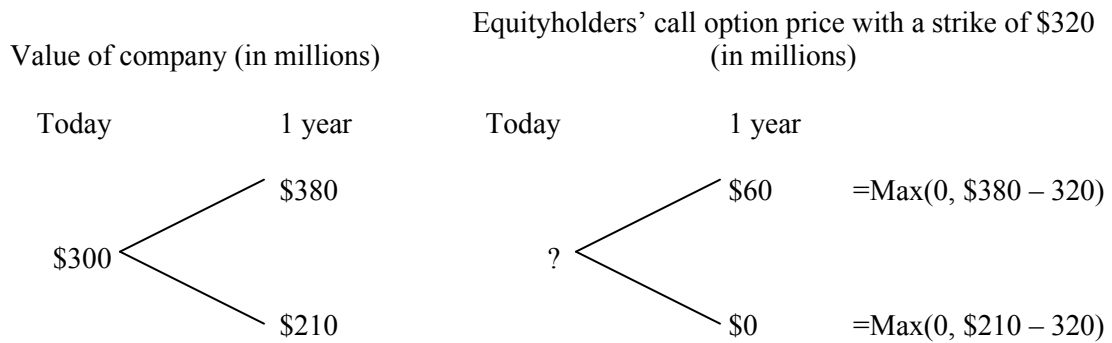 Equityholders’ call option price with a strike of $320
Value of company (in millions) (in millions)
Today 1 year Today 1 year
$380 $60 =Max(0, $380 – 320)
$300 ?
$210 $0 =Max(0, $210 – 320)